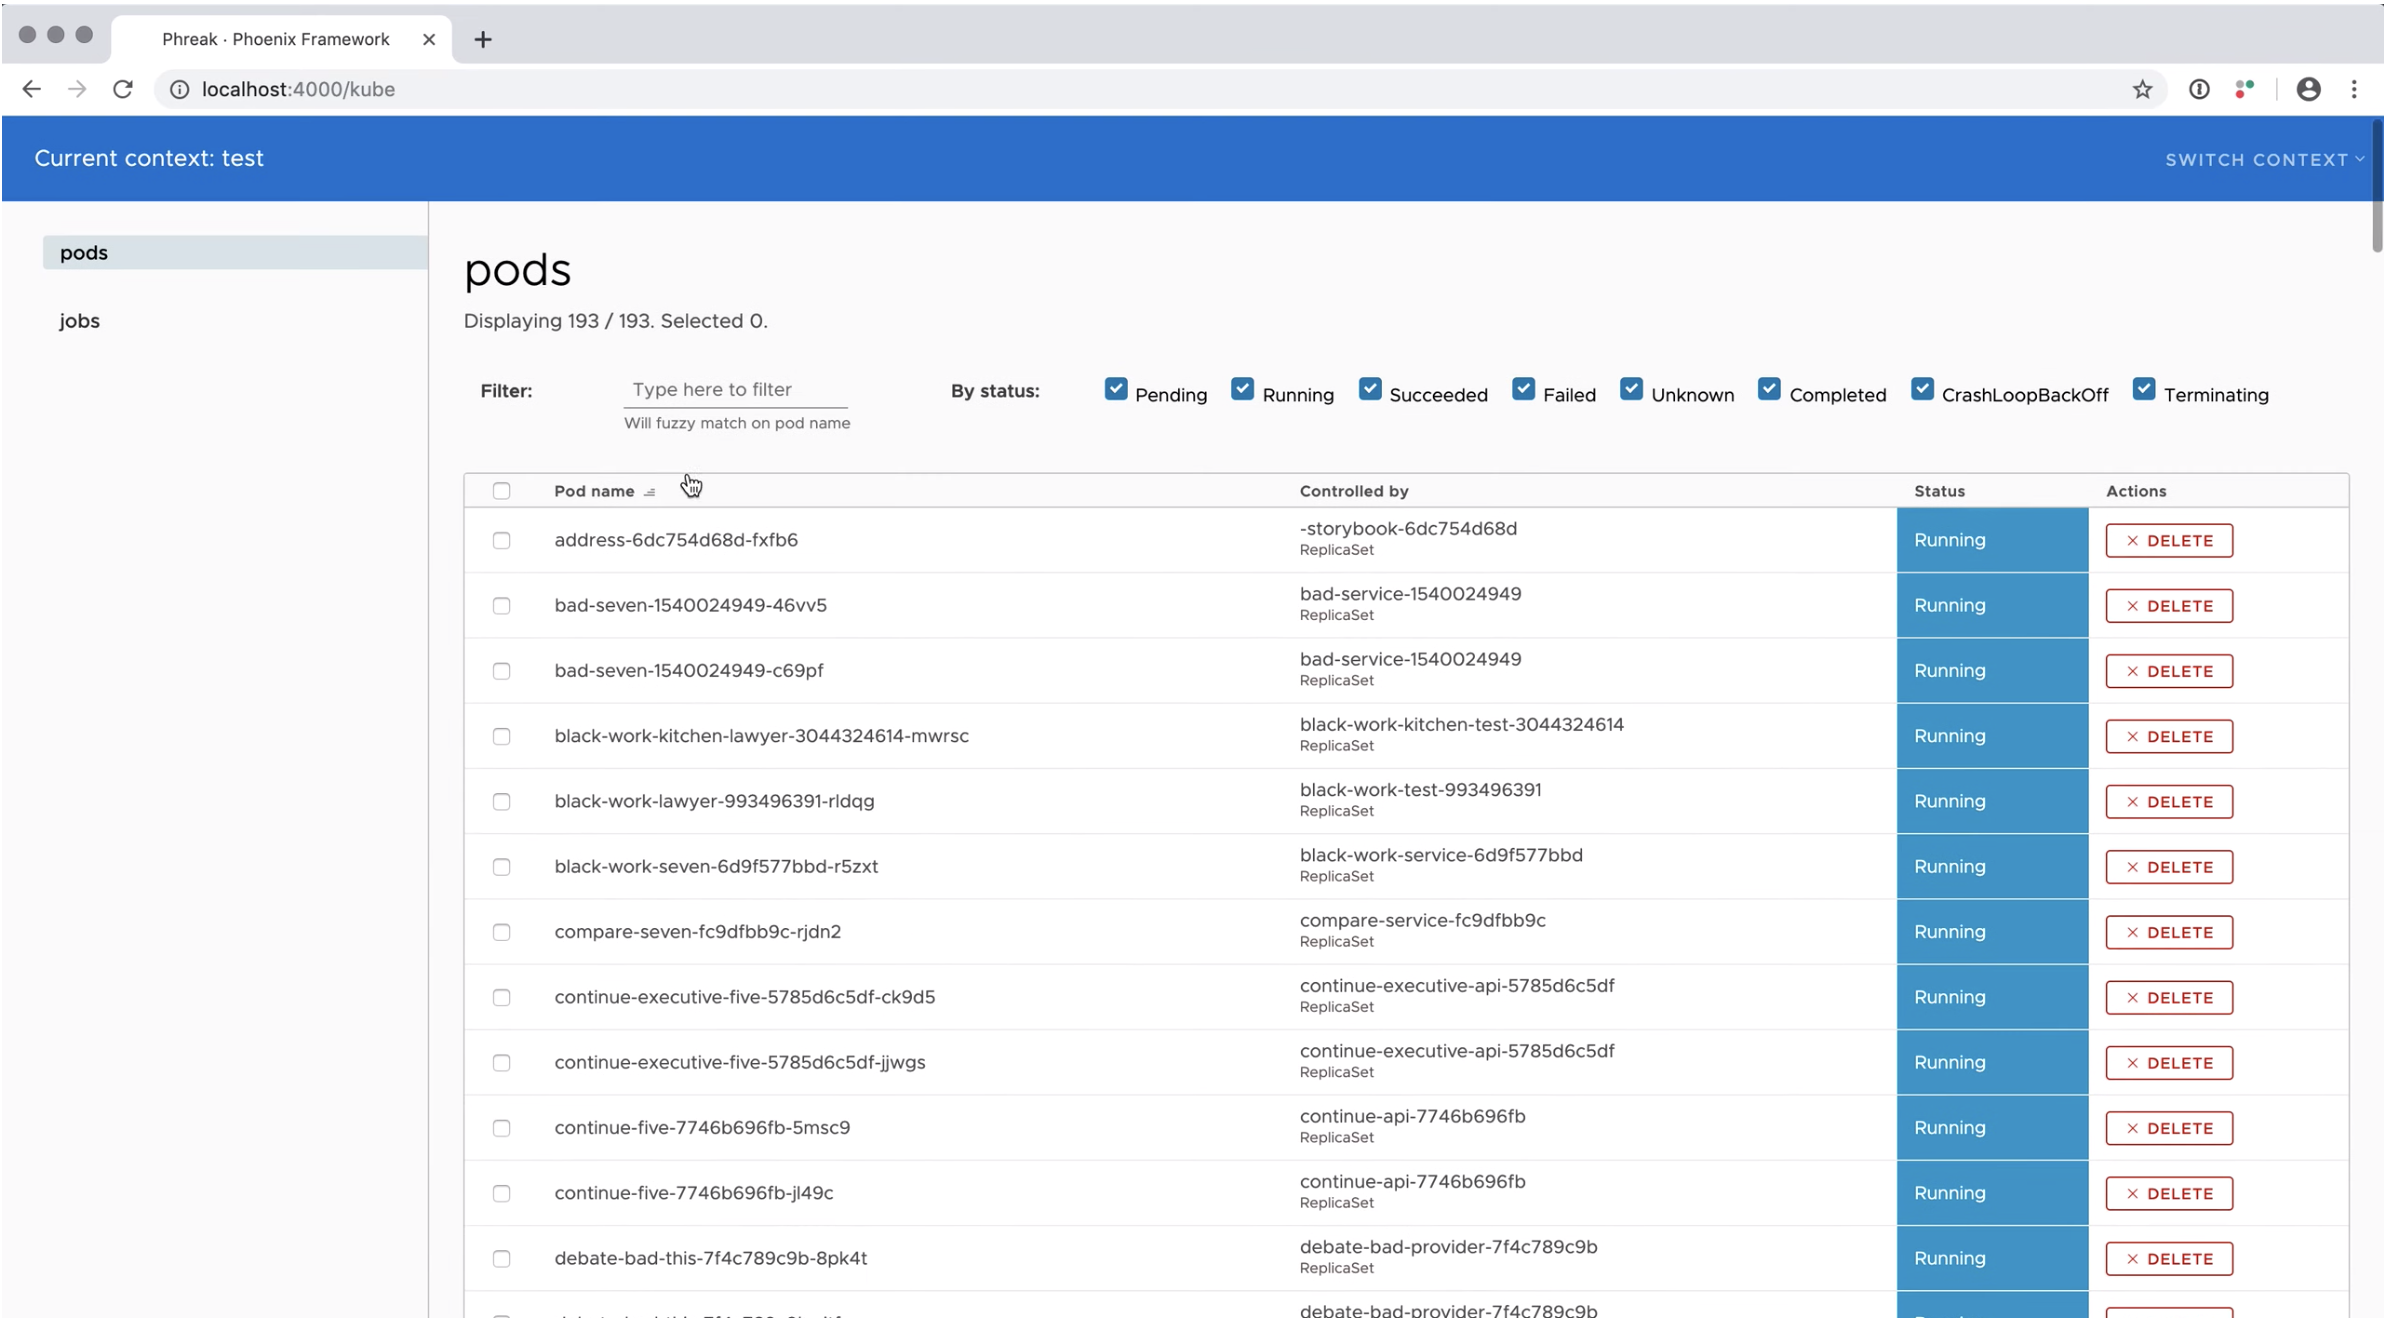 Phreak · Phoenix Framework
localhost:4000/kube
Current context: test
SWITCH CONTEXT
pods
jobs
pods
Displaying 193 / 193. Selected 0.
Filter: Type here to filter By status: Pending Running Succeeded Failed Unknown Completed CrashLoopBackOff Terminating
Will fuzzy match on pod name
Pod name Controlled by Status Actions
address-6dc754d68d-fxfb6 -storybook-6dc754d68d Running DELETE
ReplicaSet
bad-seven-1540024949-46vv5 bad-service-1540024949 Running DELETE
ReplicaSet
bad-seven-1540024949-c69pf bad-service-1540024949 Running DELETE
ReplicaSet
black-work-kitchen-lawyer-3044324614-mwrsc black-work-kitchen-test-3044324614 Running DELETE
ReplicaSet
black-work-lawyer-993496391-rldqg black-work-test-993496391 Running DELETE
ReplicaSet
black-work-seven-6d9f577bbd-r5zxt black-work-service-6d9f577bbd Running DELETE
ReplicaSet
compare-seven-fc9dfbb9c-rjdn2 compare-service-fc9dfbb9c Running DELETE
ReplicaSet
continue-executive-five-5785d6c5df-ck9d5 continue-executive-api-5785d6c5df Running DELETE
ReplicaSet
continue-executive-five-5785d6c5df-jjwgs continue-executive-api-5785d6c5df Running DELETE
ReplicaSet
continue-five-7746b696fb-5msc9 continue-api-7746b696fb Running DELETE
ReplicaSet
continue-five-7746b696fb-jl49c continue-api-7746b696fb Running DELETE
ReplicaSet
debate-bad-this-7f4c789c9b-8pk4t debate-bad-provider-7f4c789c9b Running DELETE
ReplicaSet
debate-bad-provider-7f4c789c9b